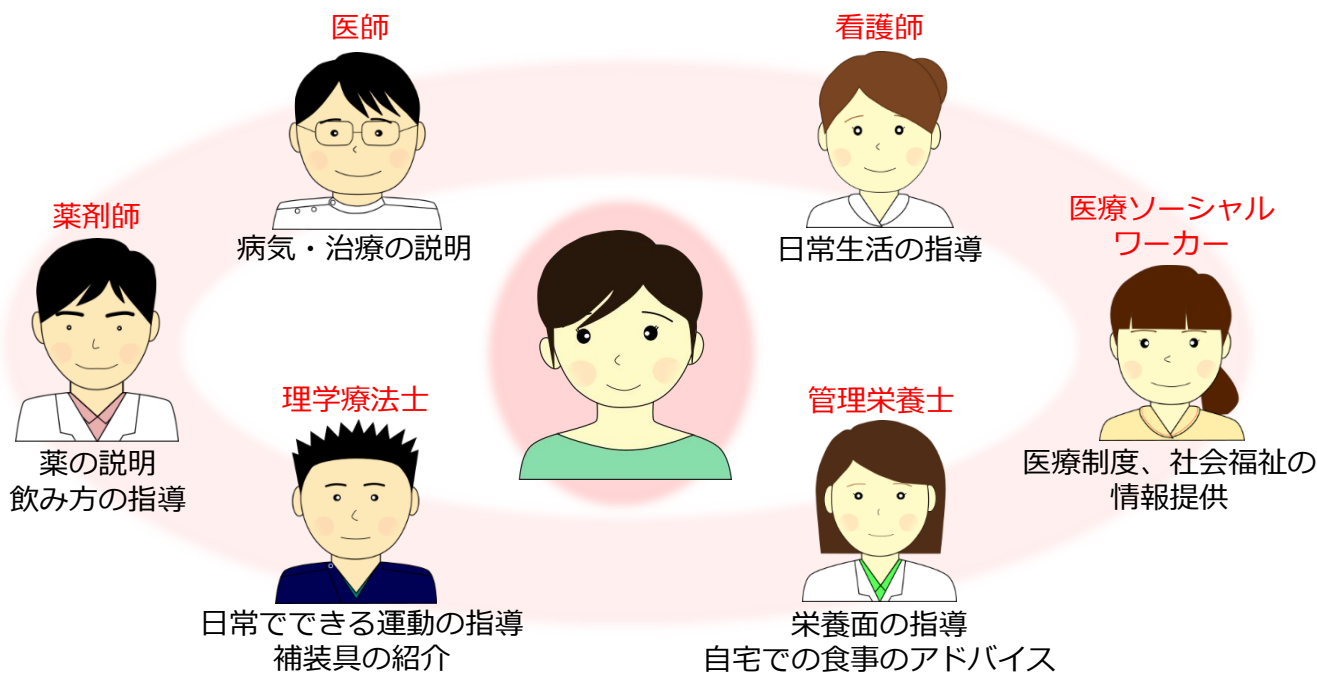 医師
病気・治療の説明
看護師
日常生活の指導
薬剤師
薬の説明
飲み方の指導
医療ソーシャル
ワーカー
医療制度、社会福祉の
情報提供
理学療法士
日常でできる運動の指導
補装具の紹介
管理栄養士
栄養面の指導
自宅での食事のアドバイス